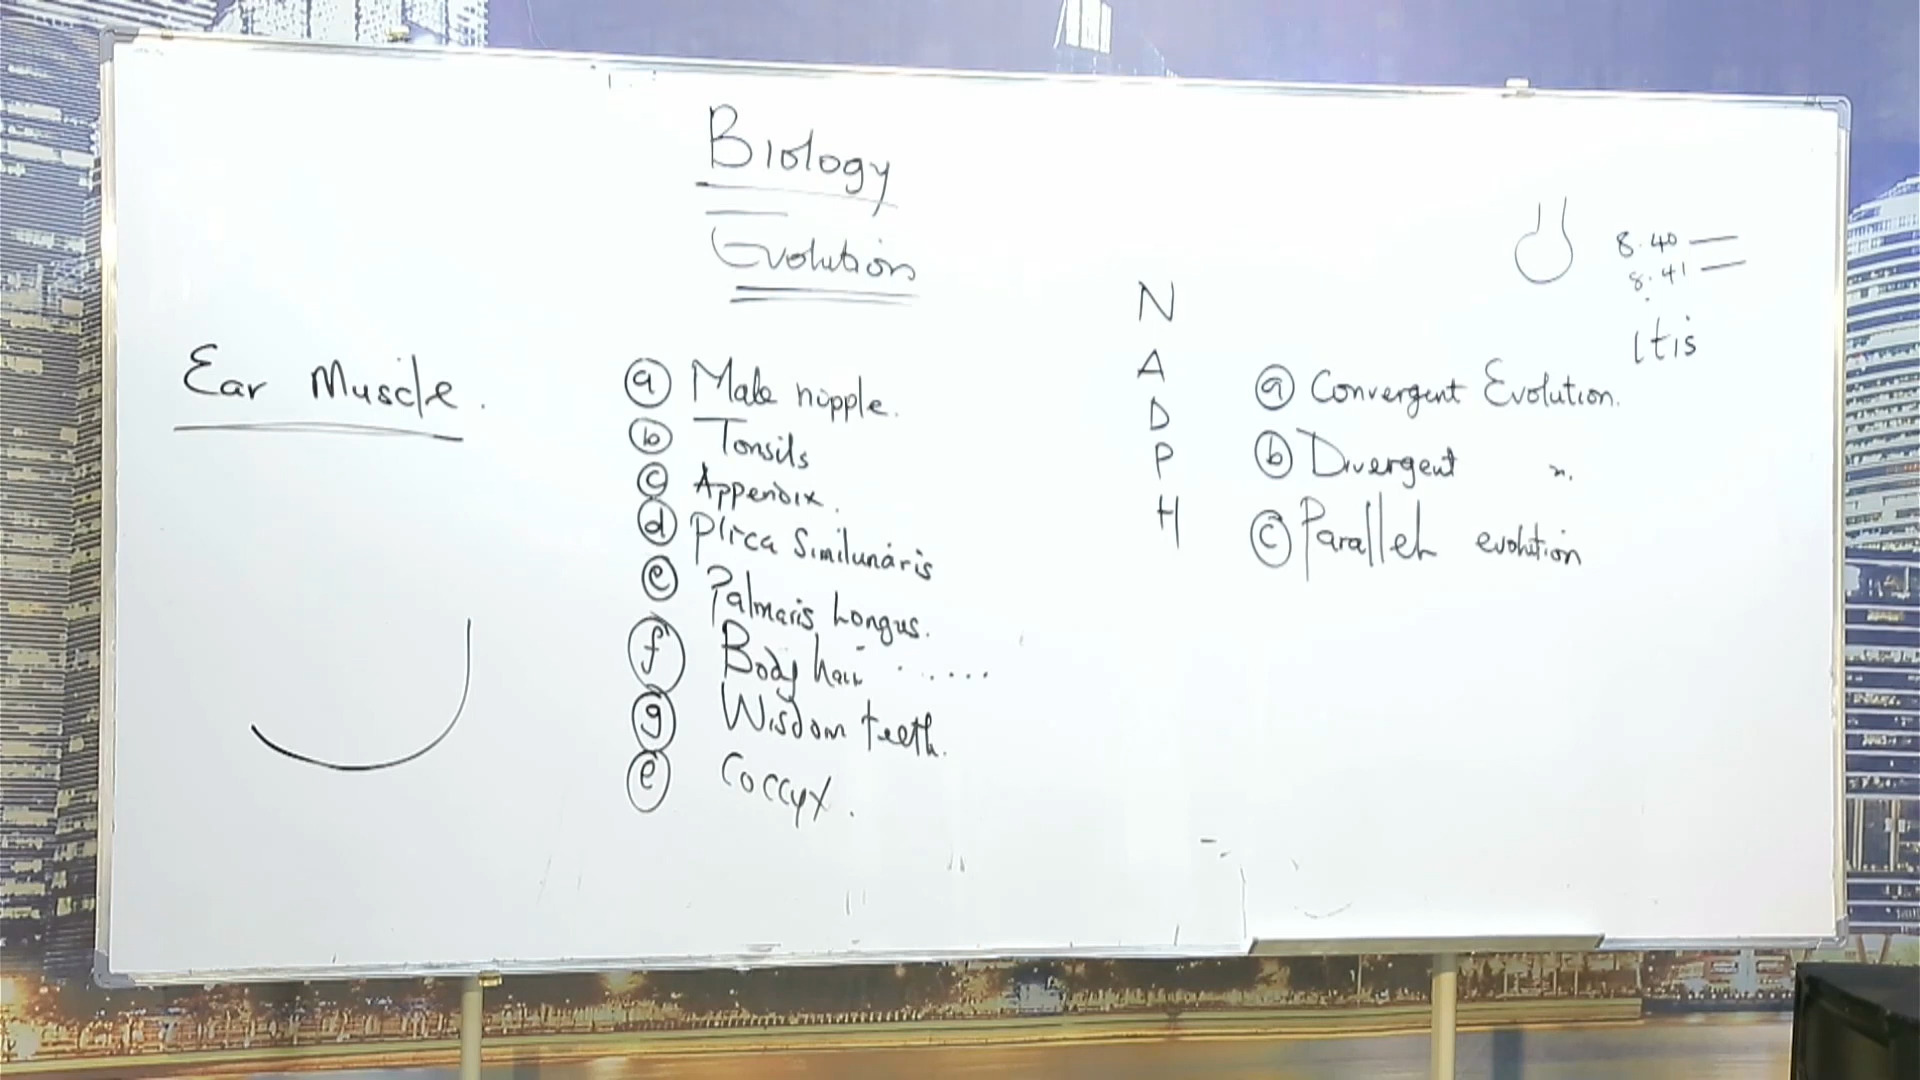 Biology
Evolution
Ear Muscle.
ⓐ Male nipple.
ⓑ Tonsils
ⓒ Appendix.
ⓓ Plica Similunaris
ⓔ Palmaris Longus.
ⓕ Body hair ......
ⓖ Wisdom teeth.
ⓔ Coccyx.
N
A
D
P
H
8.40 —
8.41 —
itis
ⓐ Convergent Evolution.
ⓑ Divergent ".
ⓒ Parallel evolution